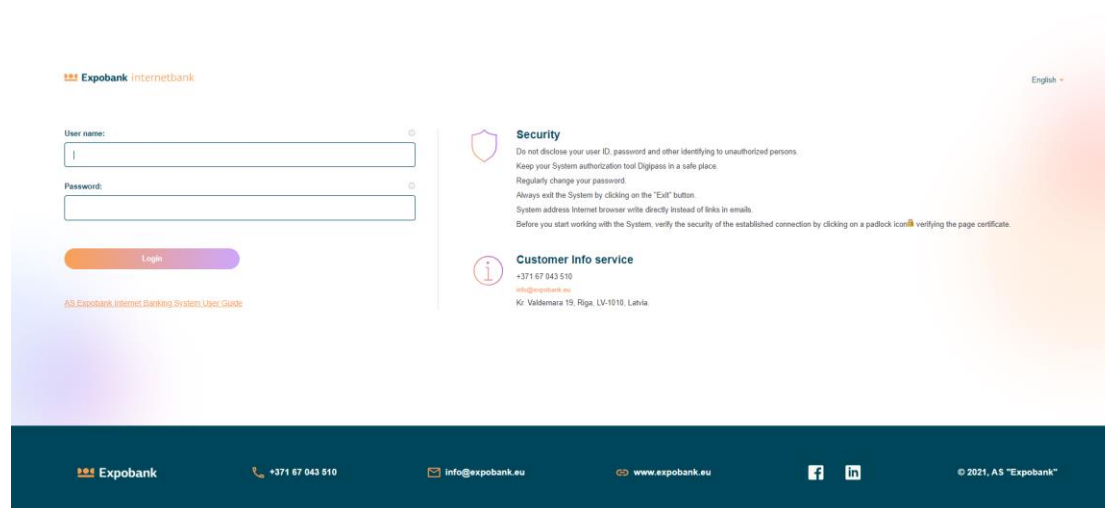 Expobank internetbank
English
User name:
Password:
Login
AS Expobank Internet Banking System User Guide
Security
Do not disclose your user ID, password and other identifying to unauthorized persons.
Keep your System authorization tool Digipass in a safe place.
Regularly change your password.
Always exit the System by clicking on the "Exit" button.
System address Internet browser write directly instead of links in emails.
Before you start working with the System, verify the security of the established connection by clicking on a padlock icon verifying the page certificate.
Customer Info service
+371 67 043 510
info@expobank.eu
Kr. Valdemara 19, Riga, LV-1010, Latvia.
Expobank
+371 67 043 510
info@expobank.eu
www.expobank.eu
© 2021, AS "Expobank"